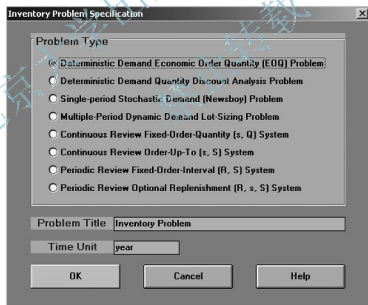 Inventory Problem Specification
Problem Type
Deterministic Demand Economic Order Quantity (EOQ) Problem
Deterministic Demand Quantity Discount Analysis Problem
Single-period Stochastic Demand (Newsboy) Problem
Multiple-Period Dynamic Demand Lot-Sizing Problem
Continuous Review Fixed-Order-Quantity (s, Q) System
Continuous Review Order-Up-To (s, S) System
Periodic Review Fixed-Order-Interval (R, S) System
Periodic Review Optional Replenishment (R, s, S) System
Problem Title Inventory Problem
Time Unit year
OK Cancel Help